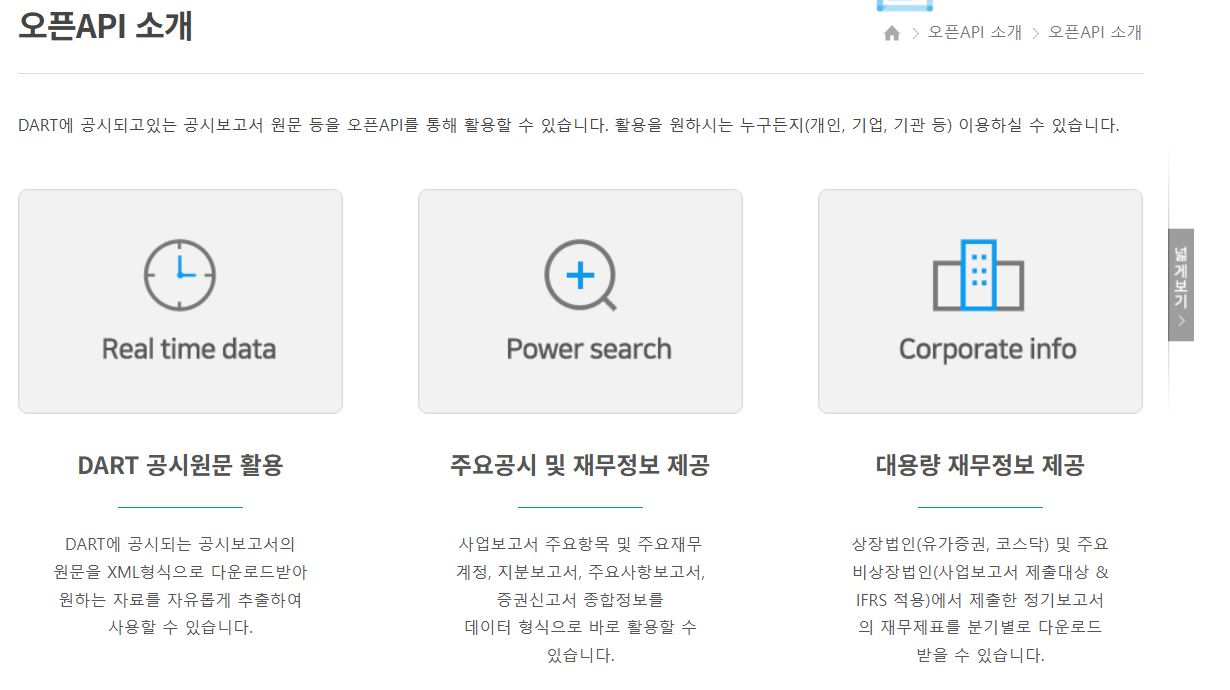 오픈API 소개
오픈API 소개 > 오픈API 소개
DART에 공시되고있는 공시보고서 원문 등을 오픈API를 통해 활용할 수 있습니다. 활용을 원하시는 누구든지(개인, 기업, 기관 등) 이용하실 수 있습니다.
넓게보기 >
Real time data
DART 공시원문 활용
DART에 공시되는 공시보고서의
원문을 XML형식으로 다운로드받아
원하는 자료를 자유롭게 추출하여
사용할 수 있습니다.
Power search
주요공시 및 재무정보 제공
사업보고서 주요항목 및 주요재무
계정, 지분보고서, 주요사항보고서,
증권신고서 종합정보를
데이터 형식으로 바로 활용할 수
있습니다.
Corporate info
대용량 재무정보 제공
상장법인(유가증권, 코스닥) 및 주요
비상장법인(사업보고서 제출대상 &
IFRS 적용)에서 제출한 정기보고서
의 재무제표를 분기별로 다운로드
받을 수 있습니다.